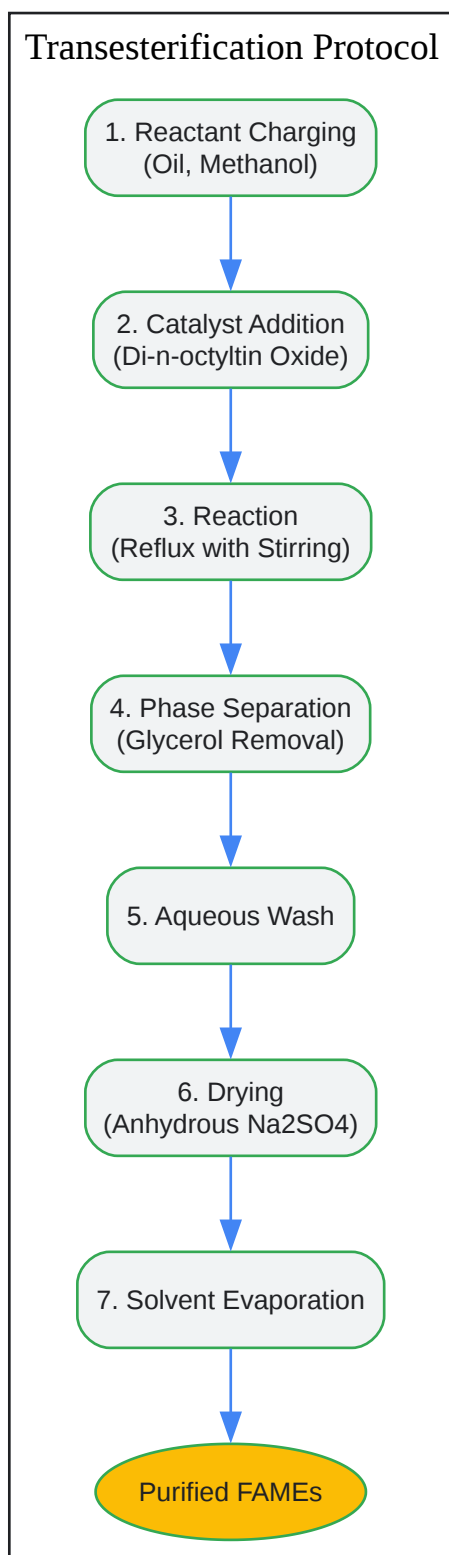 Transesterification Protocol
1. Reactant Charging
(Oil, Methanol)
2. Catalyst Addition
(Di-n-octyltin Oxide)
3. Reaction
(Reflux with Stirring)
4. Phase Separation
(Glycerol Removal)
5. Aqueous Wash
6. Drying
(Anhydrous Na2SO4)
7. Solvent Evaporation
Purified FAMEs